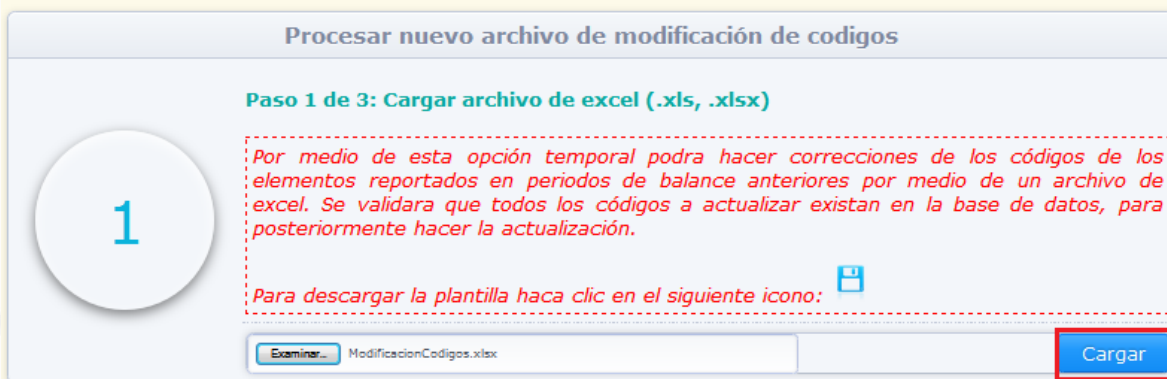 Procesar nuevo archivo de modificación de codigos
Paso 1 de 3: Cargar archivo de excel (.xls, .xlsx)
1
Por medio de esta opción temporal podra hacer correcciones de los códigos de los
elementos reportados en periodos de balance anteriores por medio de un archivo de
excel. Se validara que todos los códigos a actualizar existan en la base de datos, para
posteriormente hacer la actualización.
Para descargar la plantilla haca clic en el siguiente icono:
Examinar... ModificacionCodigos.xlsx Cargar